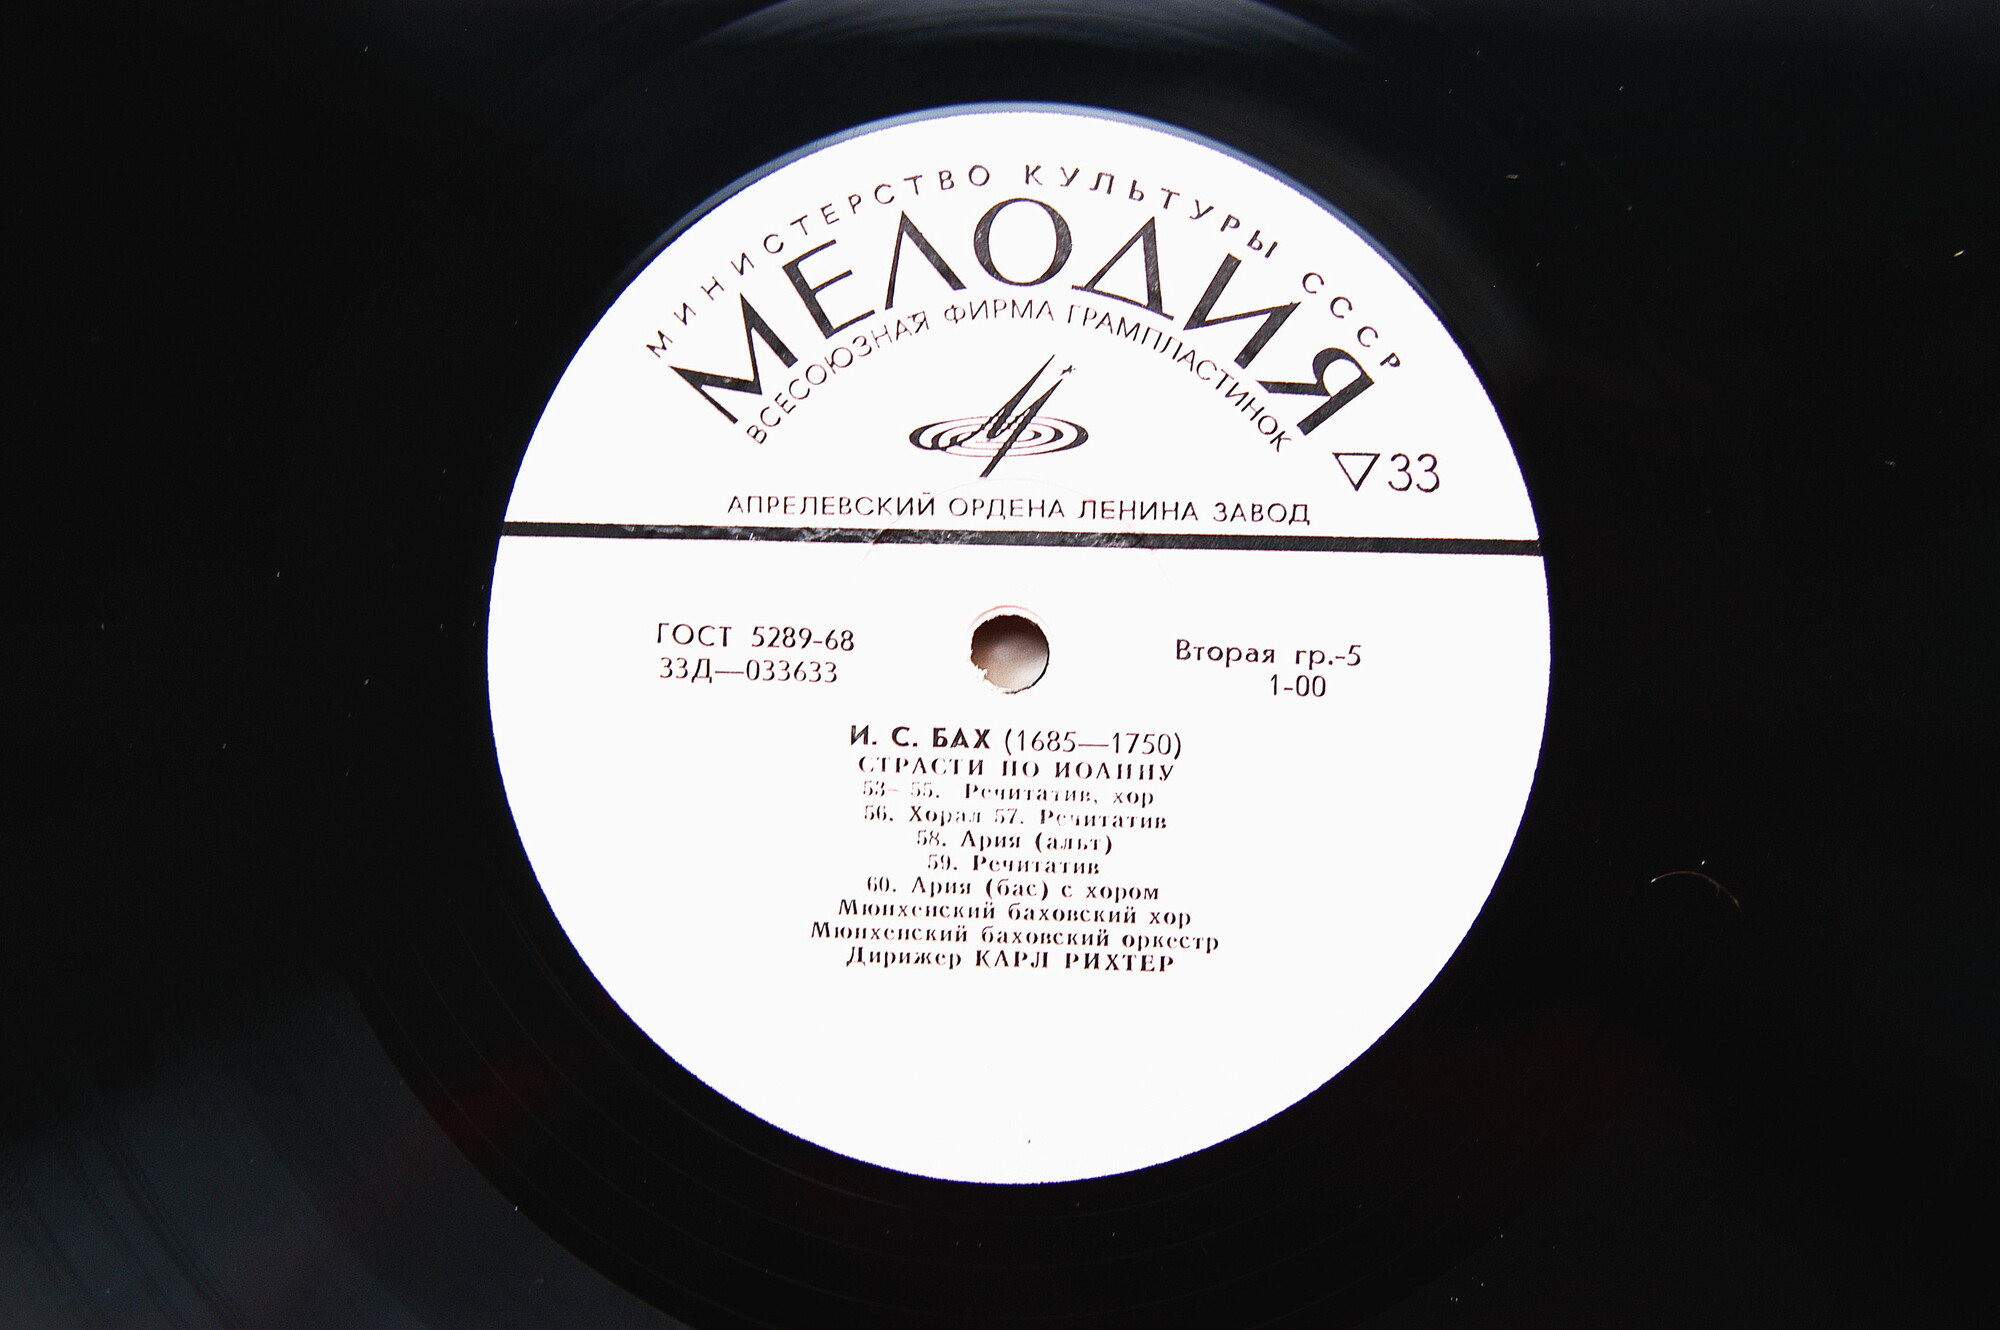 МИНИСТЕРСТВО КУЛЬТУРЫ СССР
МЕЛОДИЯ
ВСЕСОЮЗНАЯ ФИРМА ГРАМПЛАСТИНОК
▽33
АПРЕЛЕВСКИЙ ОРДЕНА ЛЕНИНА ЗАВОД
ГОСТ 5289-68
33Д—033633
Вторая гр.-5
1-00
И. С. БАХ (1685—1750)
СТРАСТИ ПО ИОАННУ
53— 55. Речитатив, хор
56. Хорал 57. Речитатив
58. Ария (альт)
59. Речитатив
60. Ария (бас) с хором
Мюнхенский баховский хор
Мюнхенский баховский оркестр
Дирижер КАРЛ РИХТЕР